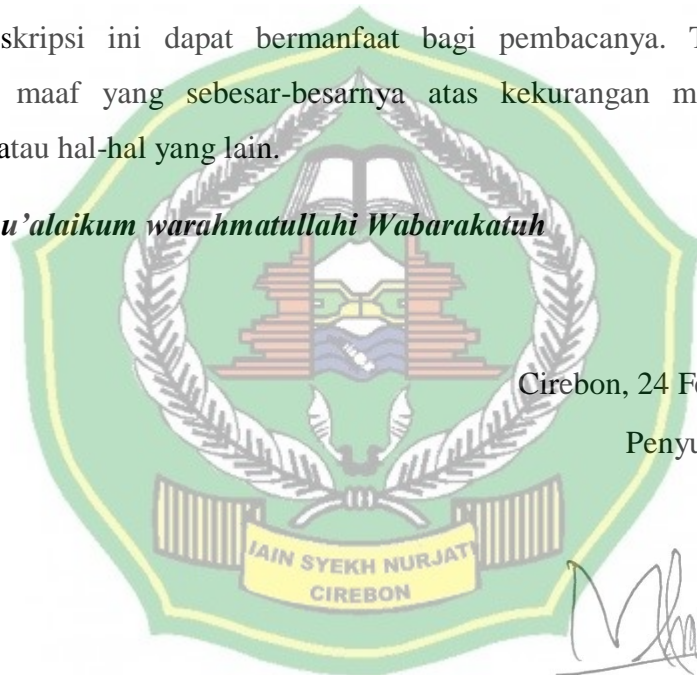 skripsi ini dapat bermanfaat bagi pembacanya. T
maaf yang sebesar-besarnya atas kekurangan m
atau hal-hal yang lain.
u’alaikum warahmatullahi Wabarakatuh
Cirebon, 24 Fe
Penyu
IAIN SYEKH NURJATI
CIREBON